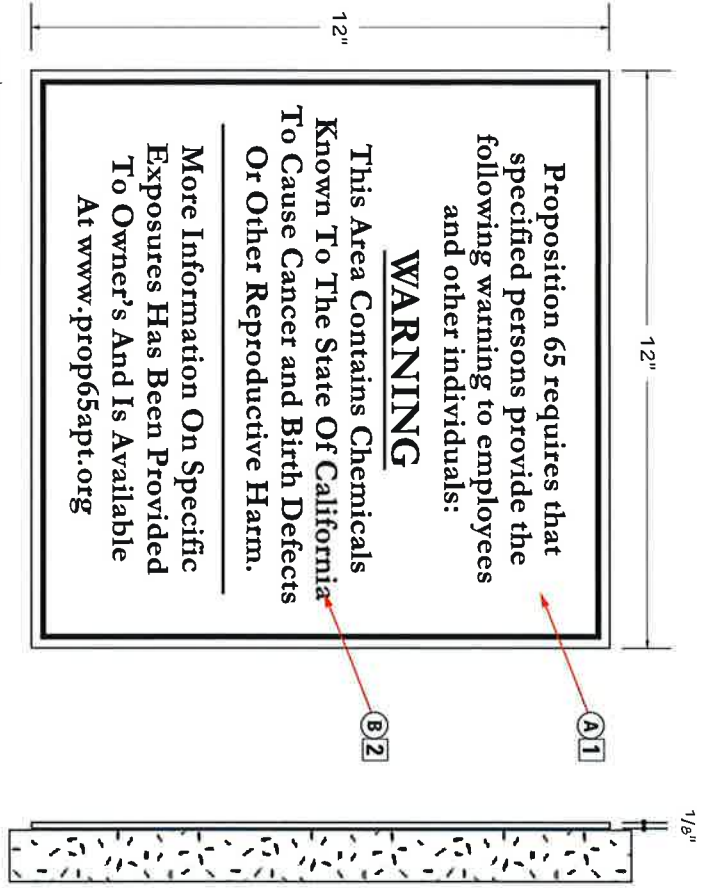 12"
12"
Proposition 65 requires that
specified persons provide the
following warning to employees
and other individuals:
WARNING
This Area Contains Chemicals
Known To The State Of California
To Cause Cancer and Birth Defects
Or Other Reproductive Harm.
More Information On Specific
Exposures Has Been Provided
To Owner's And Is Available
At www.prop65apt.org
A 1
B 2
1/8"